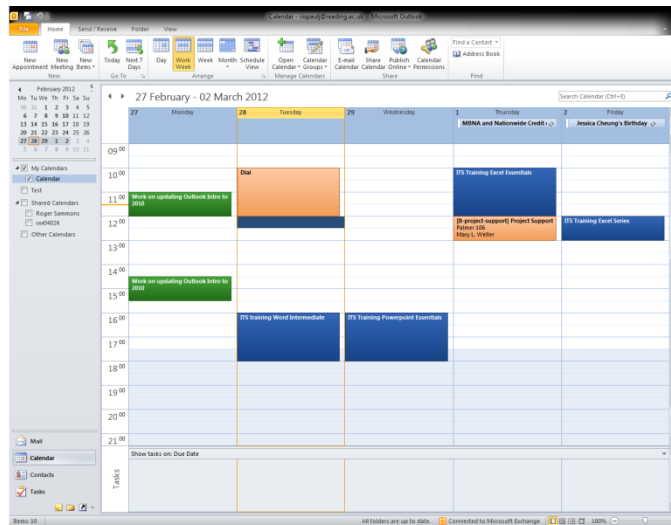 Calendar - vnspaulj@reading.ac.uk - Microsoft Outlook
File Home Send / Receive Folder View
New Appointment New Meeting New Items
Today Next 7 Days
Day Work Week Week Month Schedule View
Open Calendar Calendar Groups
E-mail Calendar Share Calendar Publish Online Calendar Permissions
Find a Contact
Address Book
New Go To Arrange Manage Calendars Share Find
February 2012
Mo Tu We Th Fr Sa Su
30 31 1 2 3 4 5
6 7 8 9 10 11 12
13 14 15 16 17 18 19
20 21 22 23 24 25 26
27 28 29 1 2 3 4
5 6 7 8 9 10 11
My Calendars
Calendar
Test
Shared Calendars
Roger Sammons
Other Calendars
27 February - 02 March 2012
Search Calendar (Ctrl+E)
27 Monday 28 Tuesday 29 Wednesday 1 Thursday 2 Friday
MBNA and Nationwide Credit
Jessica Cheung's Birthday
09 00
10 00
Dial
ITS Training Excel Essentials
11 00
Work on updating Outlook Intro to
2010
12 00
[it-project-support] Project Support
Palmer 106
Mary L. Weller
ITS Training Excel Series
13 00
14 00
Work on updating Outlook Intro to
2010
15 00
16 00
ITS training Word Intermediate
ITS Training Powerpoint Essentials
17 00
18 00
19 00
20 00
21 00
Mail
Calendar
Contacts
Tasks
Show tasks on: Due Date
Tasks
Items: 10
All folders are up to date.
Connected to Microsoft Exchange
100%